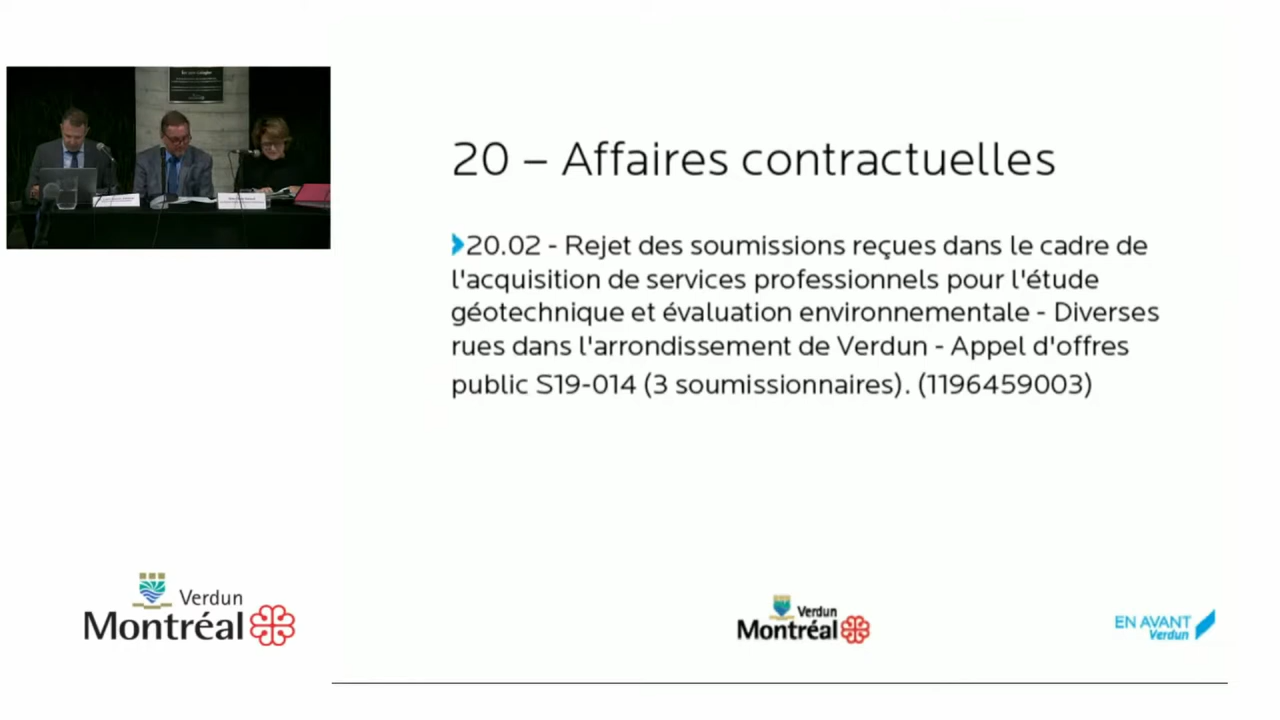 20 – Affaires contractuelles
20.02 - Rejet des soumissions reçues dans le cadre de
l'acquisition de services professionnels pour l'étude
géotechnique et évaluation environnementale - Diverses
rues dans l'arrondissement de Verdun - Appel d'offres
public S19-014 (3 soumissionnaires). (1196459003)
Verdun
Montréal
Verdun
Montréal
EN AVANT
Verdun